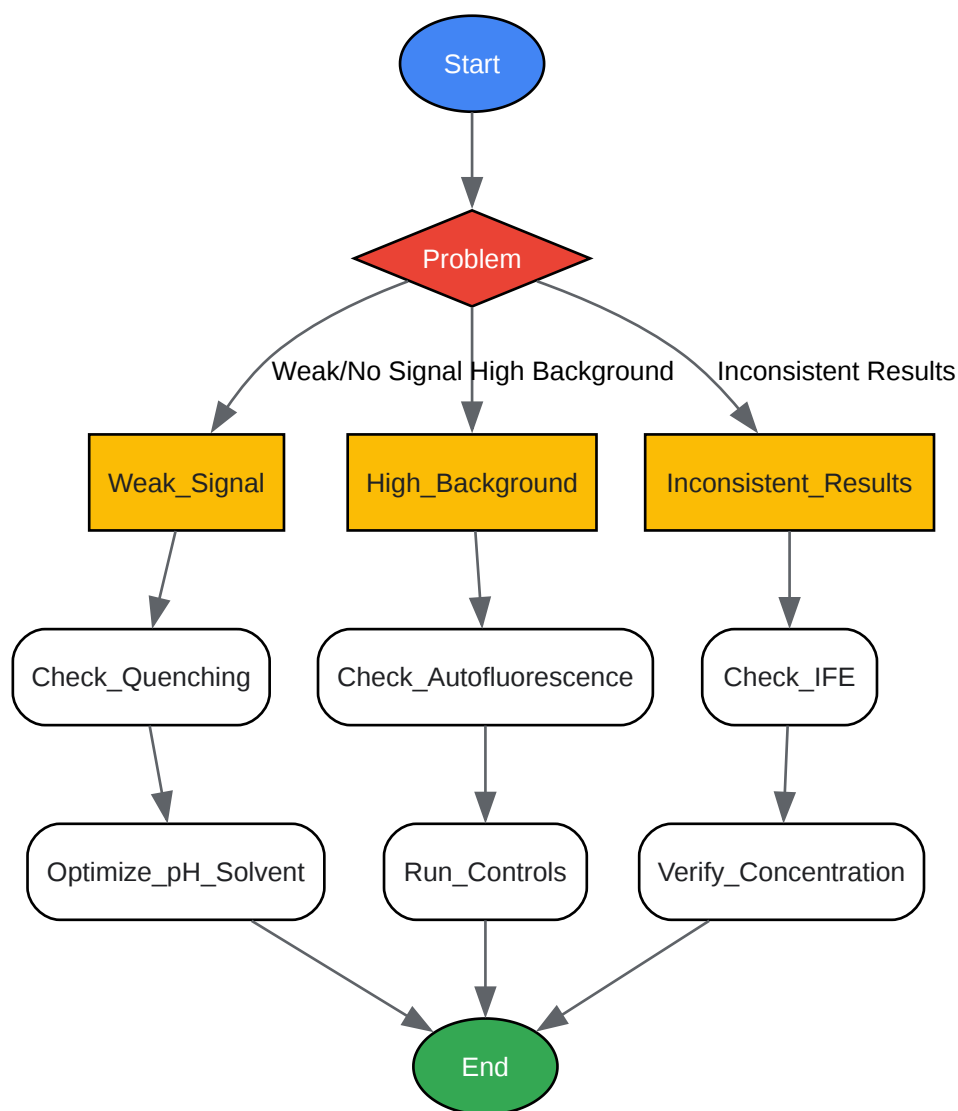 Start
Problem
Weak/No Signal
High Background
Inconsistent Results
Weak_Signal
High_Background
Inconsistent_Results
Check_Quenching
Check_Autofluorescence
Check_IFE
Optimize_pH_Solvent
Run_Controls
Verify_Concentration
End